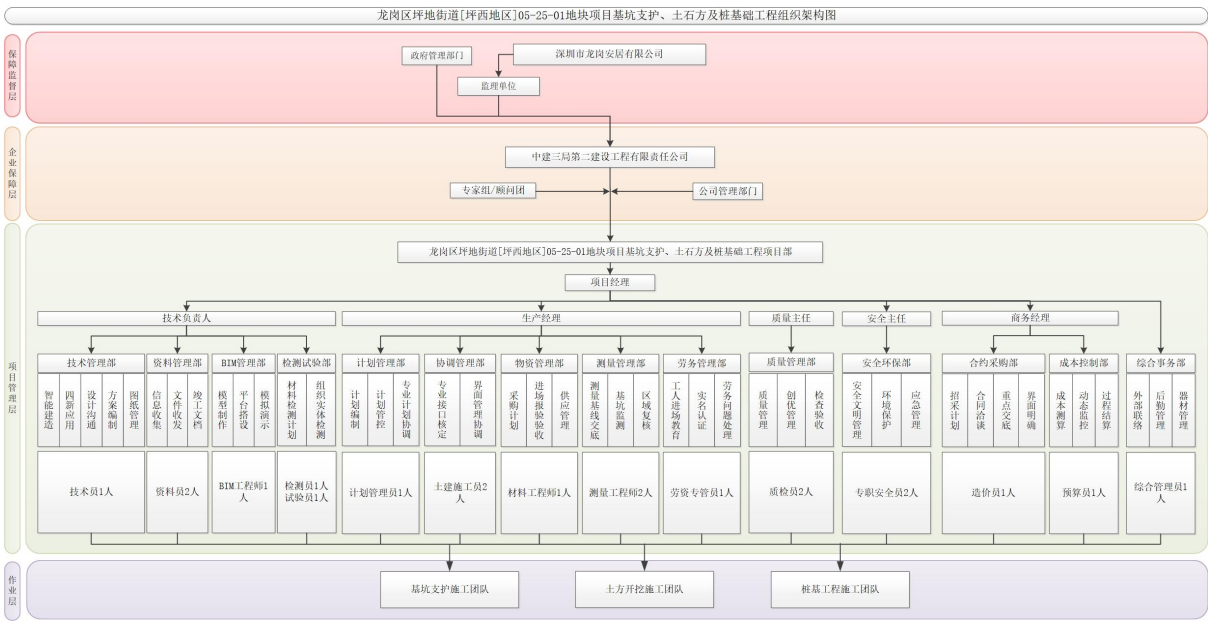 龙岗区坪地街道[坪西地区]05-25-01地块项目基坑支护、土石方及桩基础工程组织架构图
保障监督层
政府管理部门
深圳市龙岗安居有限公司
监理单位
企业保障层
中建三局第二建设工程有限责任公司
专家组/顾问团
公司管理部门
项目管理层
龙岗区坪地街道[坪西地区]05-25-01地块项目基坑支护、土石方及桩基础工程项目部
项目经理
技术负责人
生产经理
质量主任
安全主任
商务经理
技术管理部
资料管理部
BIM管理部
检测试验部
计划管理部
协调管理部
物资管理部
测量管理部
劳务管理部
质量管理部
安全环保部
合约采购部
成本控制部
综合事务部
智能建造
四新应用
设计沟通
方案编制
图纸管理
信息收集
文件收发
竣工文档
模型制作
平台搭设
模拟演示
材料检测计划
组织实体检测
计划编制
计划管控
专业计划协调
专业接口核定
界面管理协调
采购计划
进场报验验收
供应管理
测量基线交底
基坑监测
区域复核
工人进场教育
实名认证
劳务问题处理
质量管理
创优管理
检查验收
安全文明管理
环境保护
应急管理
招采计划
合同洽谈
重点交底
界面明确
成本测算
动态监控
过程结算
外部联络
后勤管理
器材管理
技术员1人
资料员2人
BIM工程师1
人
检测员1人
试验员1人
计划管理员1人
土建施工员2
人
材料工程师1人
测量工程师2人
劳资专管员1人
质检员2人
专职安全员2人
造价员1人
预算员1人
综合管理员1
人
作业层
基坑支护施工团队
土方开挖施工团队
桩基工程施工团队